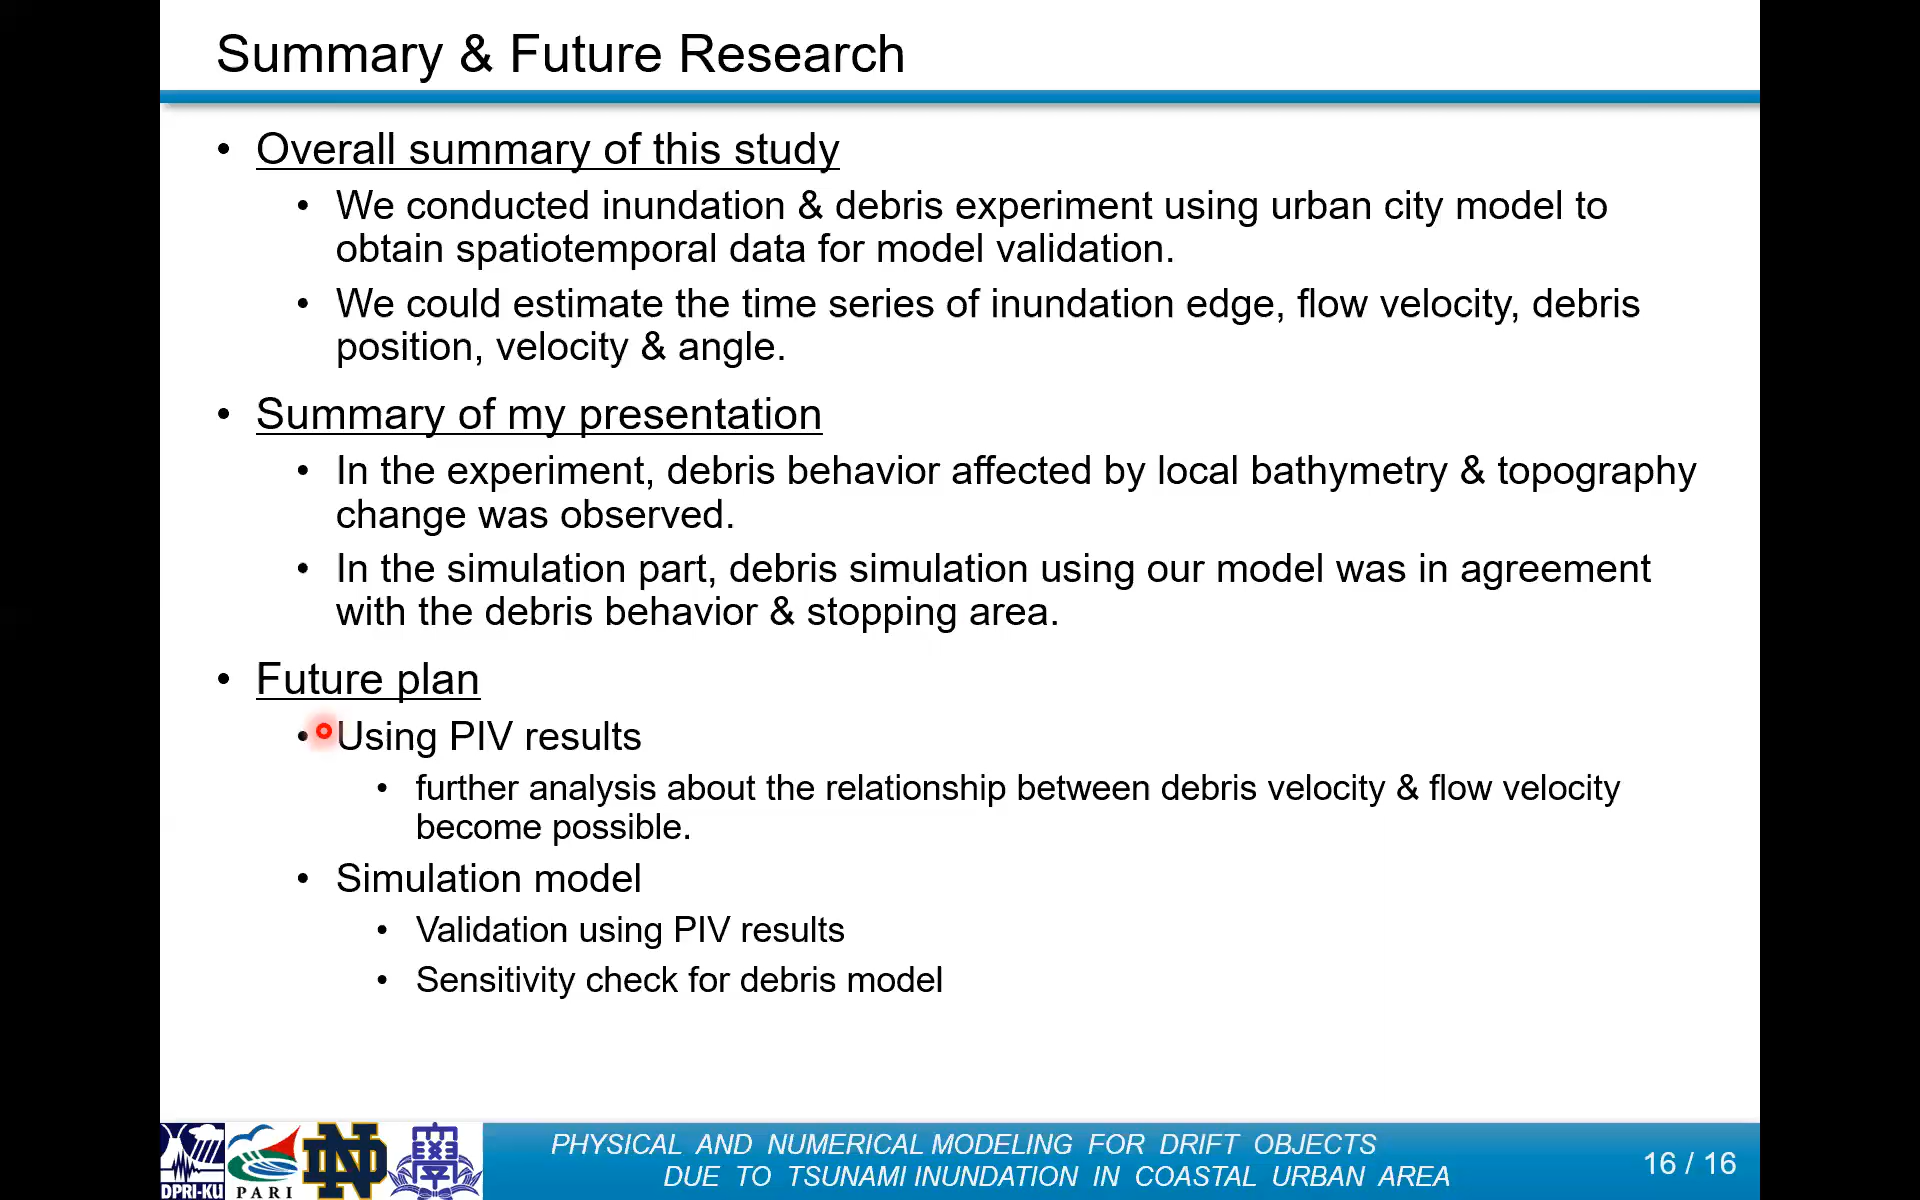 Summary & Future Research
• Overall summary of this study
• We conducted inundation & debris experiment using urban city model to
obtain spatiotemporal data for model validation.
• We could estimate the time series of inundation edge, flow velocity, debris
position, velocity & angle.
• Summary of my presentation
• In the experiment, debris behavior affected by local bathymetry & topography
change was observed.
• In the simulation part, debris simulation using our model was in agreement
with the debris behavior & stopping area.
• Future plan
• Using PIV results
• further analysis about the relationship between debris velocity & flow velocity
become possible.
• Simulation model
• Validation using PIV results
• Sensitivity check for debris model
DPRI-KU
PARI
ND
學
PHYSICAL AND NUMERICAL MODELING FOR DRIFT OBJECTS
DUE TO TSUNAMI INUNDATION IN COASTAL URBAN AREA
16 / 16